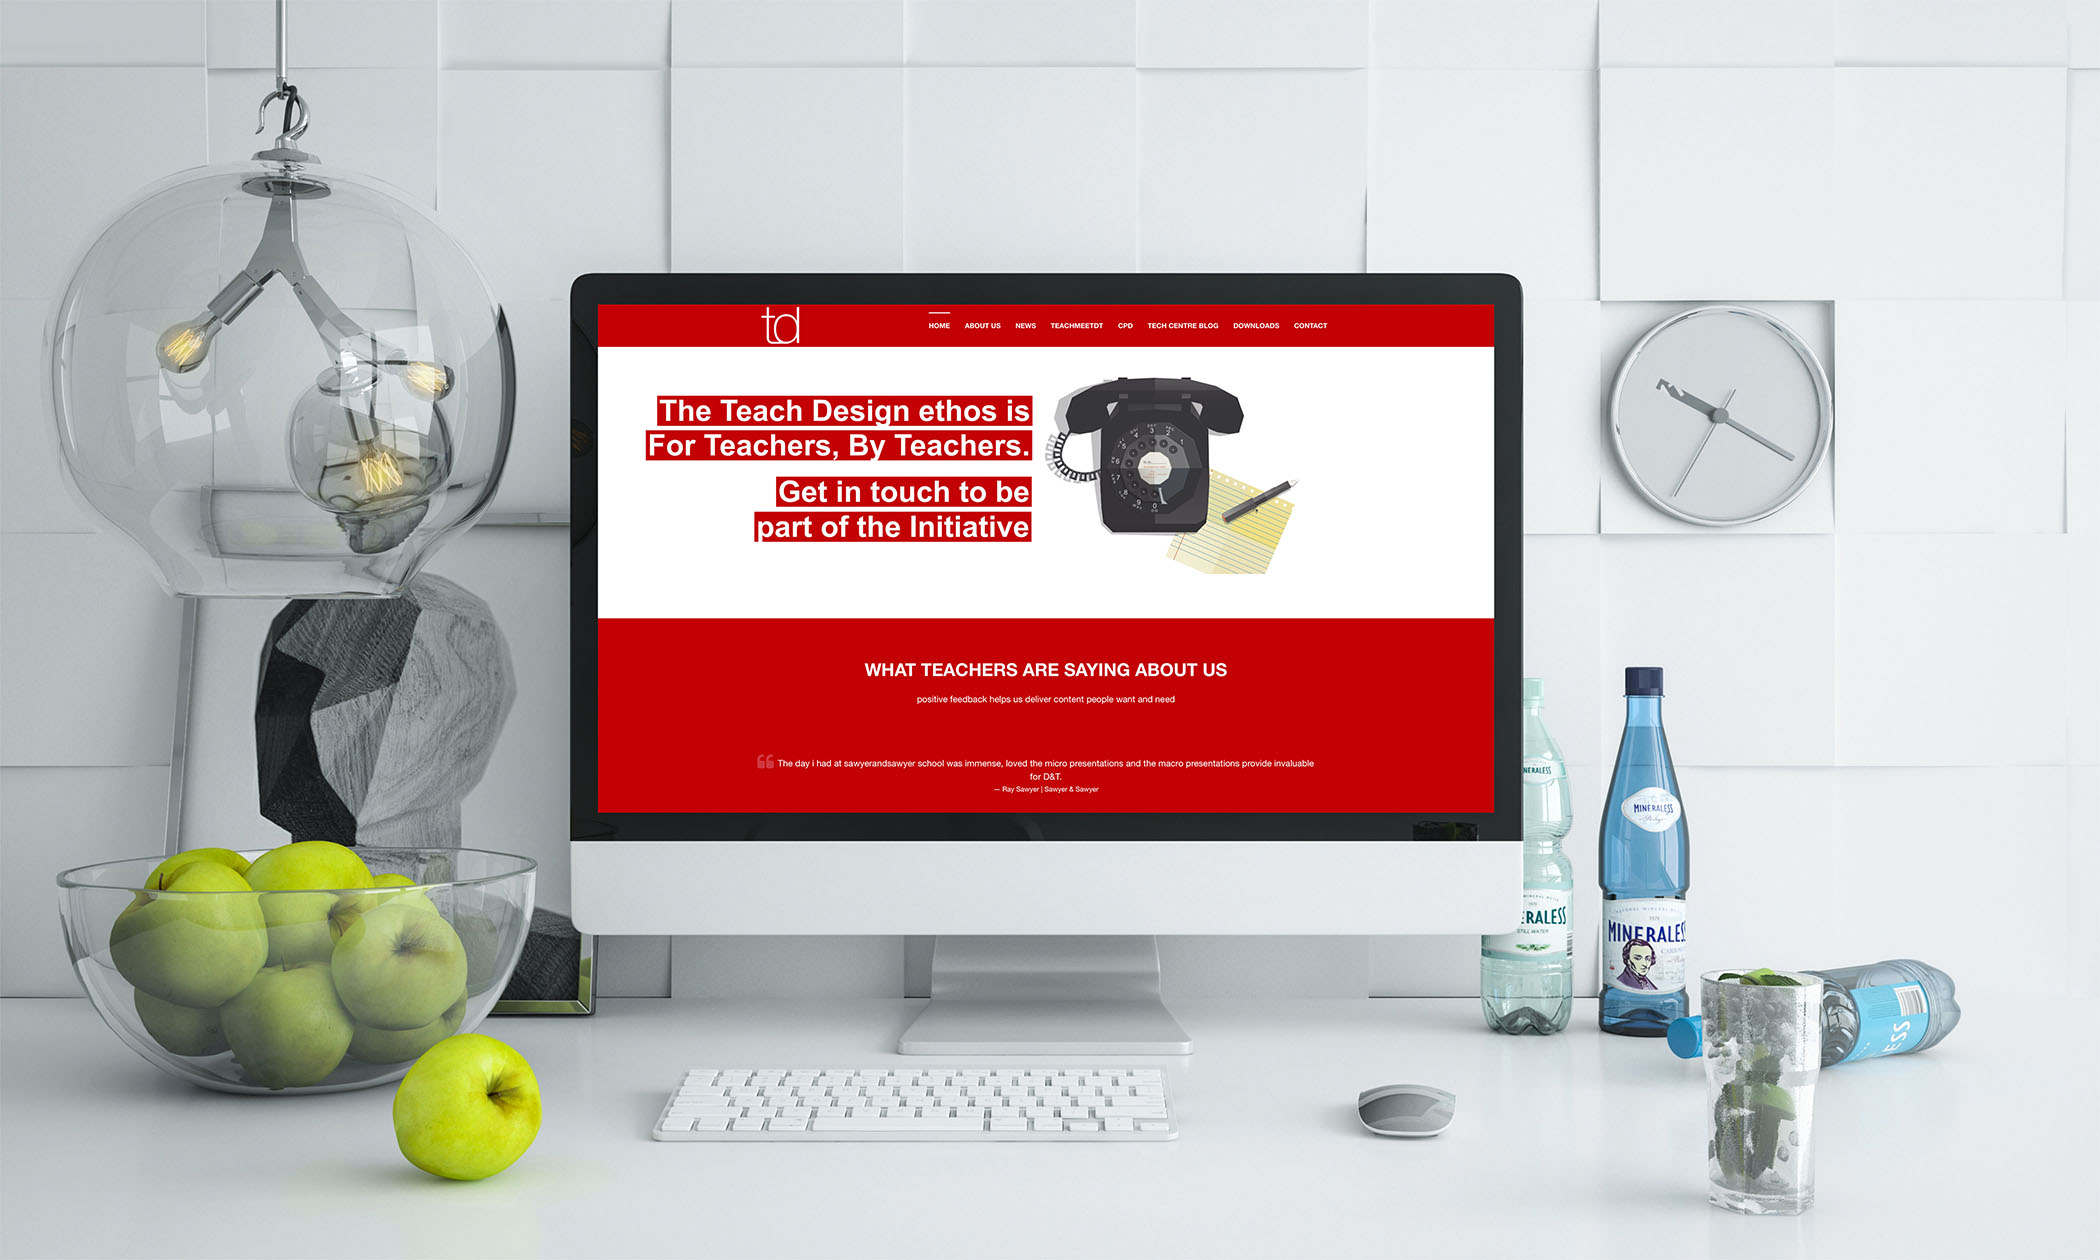 td
HOME ABOUT US NEWS TEACHMEETDT CPD TECH CENTRE BLOG DOWNLOADS CONTACT
The Teach Design ethos is
For Teachers, By Teachers.
Get in touch to be
part of the Initiative
WHAT TEACHERS ARE SAYING ABOUT US
positive feedback helps us deliver content people want and need
The day i had at sawyerandsawyer school was immense, loved the micro presentations and the macro presentations provide invaluable
for D&T.
— Ray Sawyer | Sawyer & Sawyer
NERALESS
ERALESS
STILL WATER
MINERALESS
1979
MINERALES
ESS